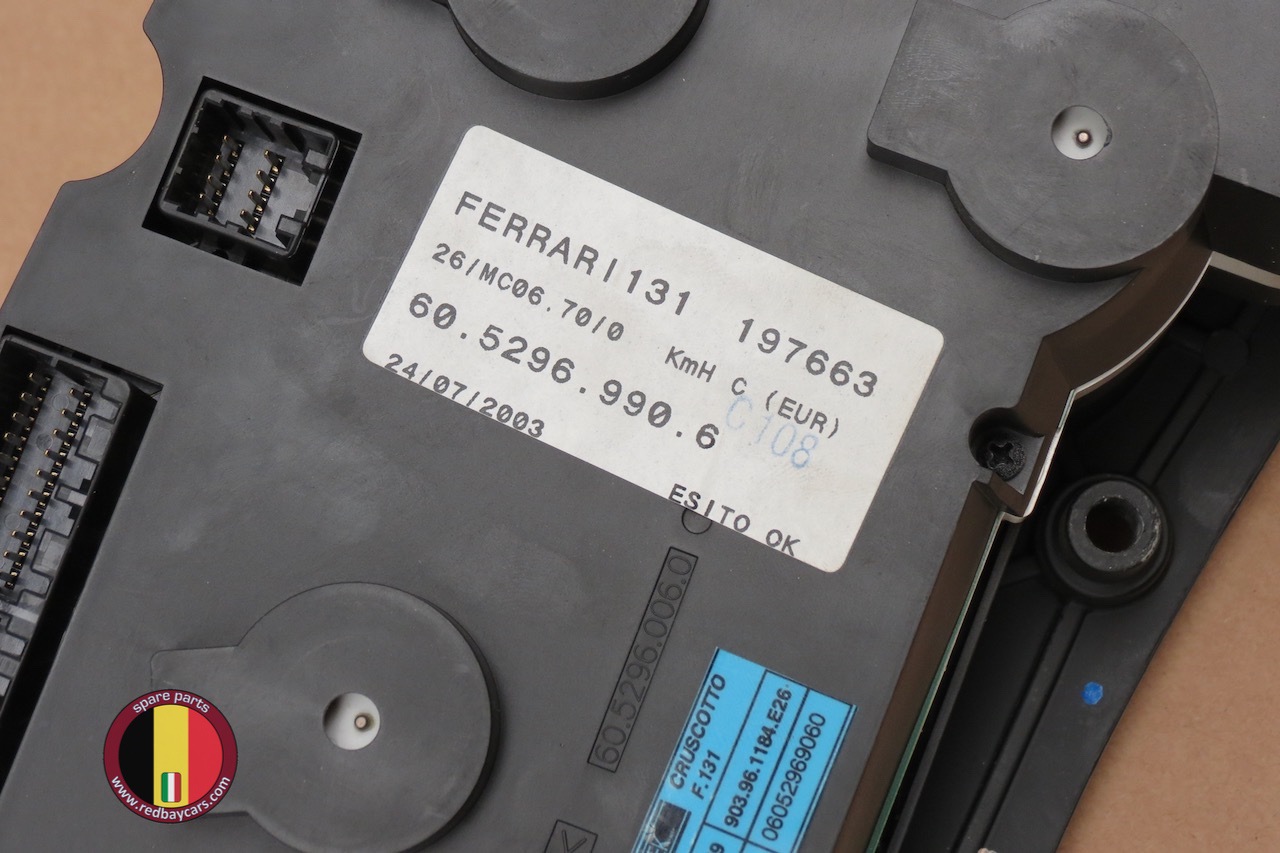 FERRARI131 197663
26/MC06.70/0 KmH C (EUR)
60.5296.990.6
C108
24/07/2003
ESITO OK
60.5296.006.0
CRUSCOTTO
F.131
903.96.1184.E26
06052969060
spare parts
www.redbaycars.com